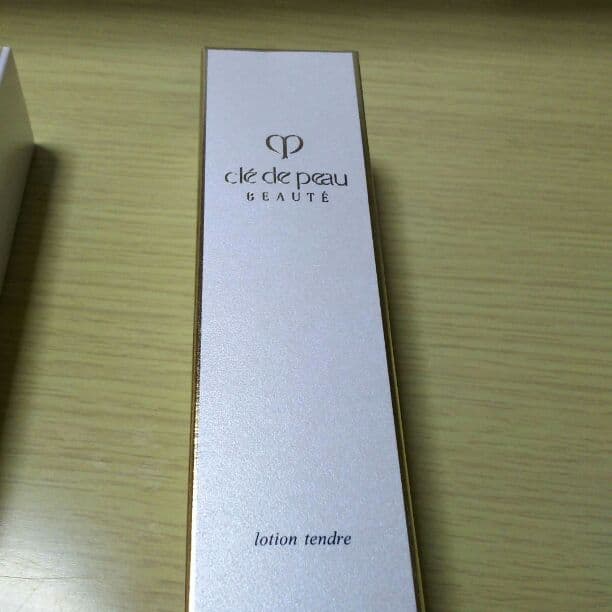 clé de peau
BEAUTÉ
lotion tendre